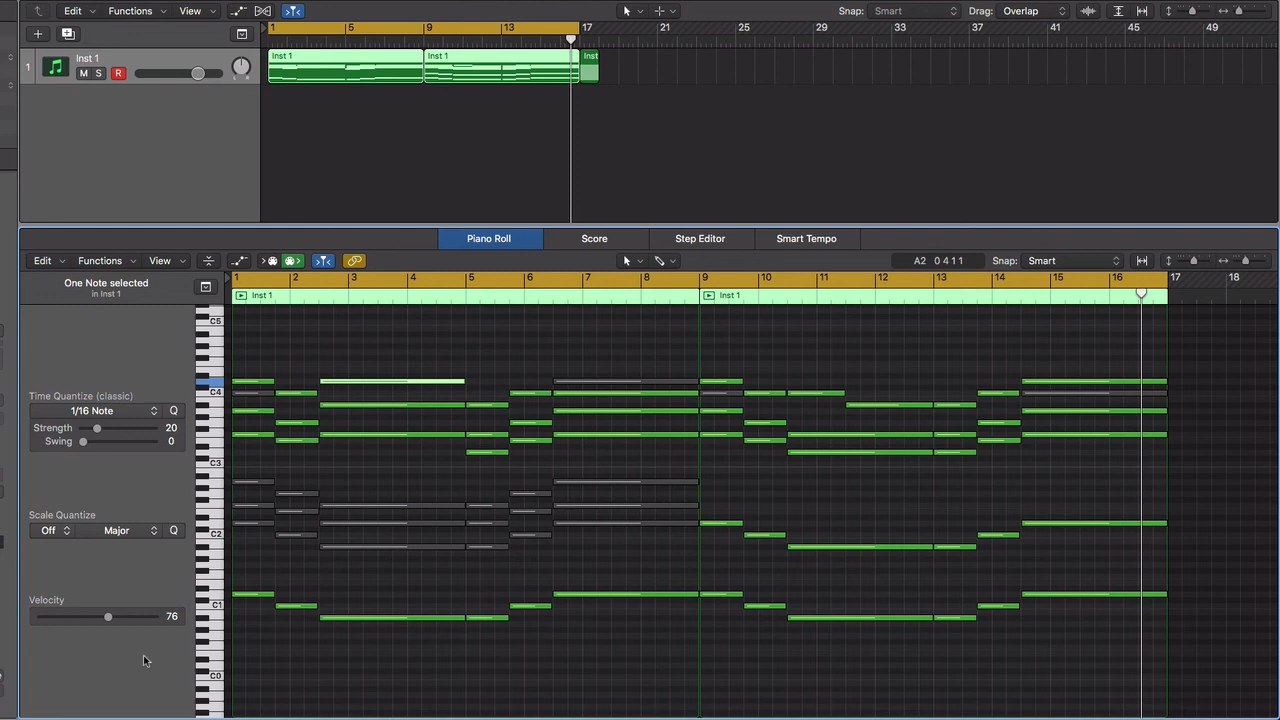 Edit Functions View Snap: Smart Drag: Overlap
1 5 9 13 17 21 25 29 33 37 41 45 49
1 Inst 1 Inst 1 Inst 1 Inst
M S R
Piano Roll Score Step Editor Smart Tempo
Edit Functions View A2 0 4 1 1 Snap: Smart
One Note selected
in Inst 1
1 2 3 4 5 6 7 8 9 10 11 12 13 14 15 16 17 18
Inst 1 Inst 1
C5
C4
C3
C2
C1
C0
Time Quantize (classic)
1/16 Note Q
Strength 20
Swing 0
Scale Quantize
Off Major Q
Velocity
76